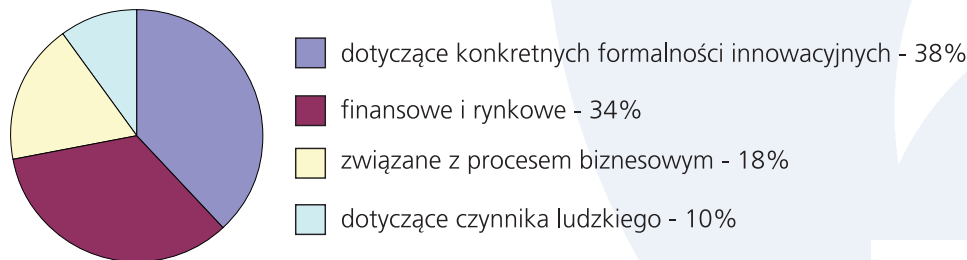 dotyczące konkretnych formalności innowacyjnych - 38%
finansowe i rynkowe - 34%
związane z procesem biznesowym - 18%
dotyczące czynnika ludzkiego - 10%